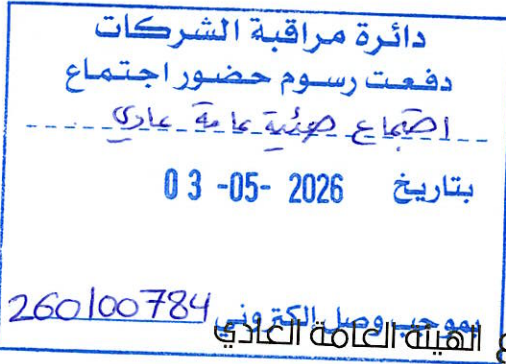 دائرة مراقبة الشركات
دفعت رسوم حضور اجتماع
اجتماع هيئة عامة عادي
بتاريخ 03 -05- 2026
بموجب وصل الكتروني 260100784
الهيئة العامة العادي